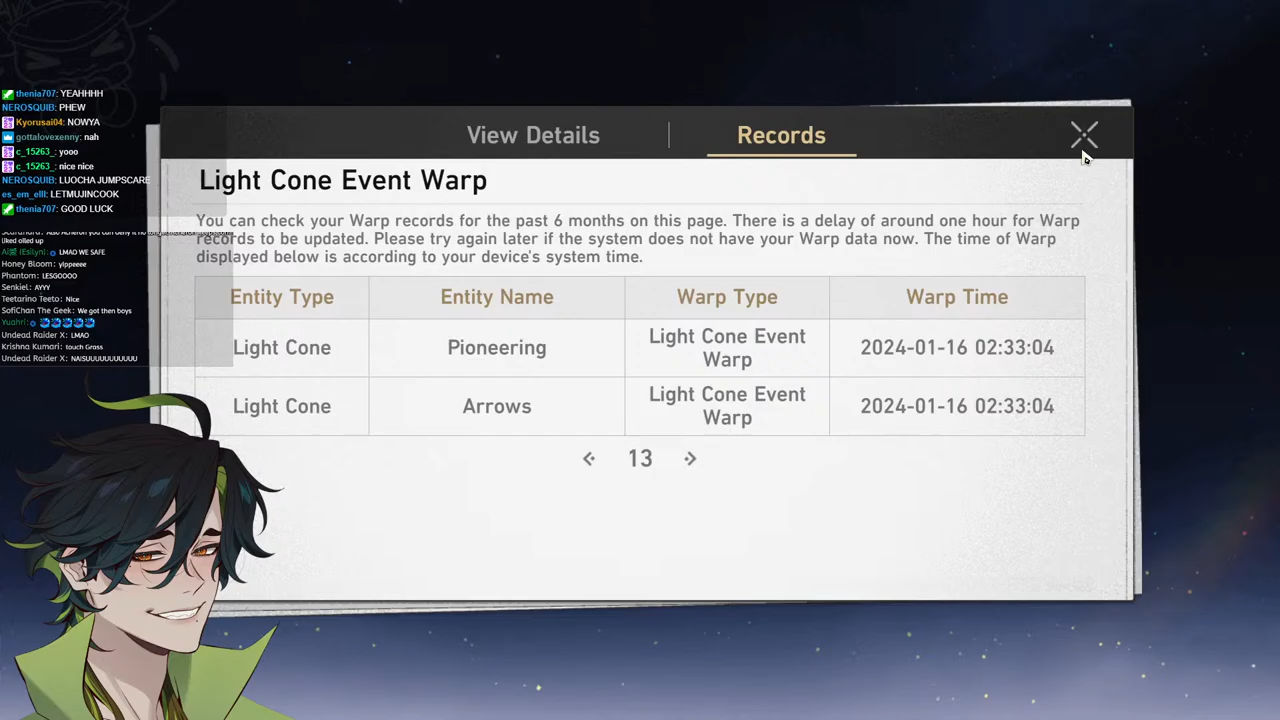 thenia707: YEAHHHH
NEROSQUIB: PHEW
Kyorusai04: NOWYA
gottalovexenny: nah
c_15263_: yooo
c_15263_: nice nice
NEROSQUIB: LUOCHA JUMPSCARE
es_em_elll: LETMUJINCOOK
thenia707: GOOD LUCK
liked olled up
(Esilyn): LMAO WE SAFE
Honey Bloom: yippeeee
Phantom: LESGOOOO
Senkiel: AYYY
Teetarino Teeto: Nice
SofiChan The Geek: We got then boys
Yuahri:
Undead Raider X: LMAO
Krishna Kumari: touch Grass
Undead Raider X: NAISUUUUUUUUUU
View Details
Records
Light Cone Event Warp
You can check your Warp records for the past 6 months on this page. There is a delay of around one hour for Warp
records to be updated. Please try again later if the system does not have your Warp data now. The time of Warp
displayed below is according to your device's system time.
Entity Type Entity Name Warp Type Warp Time
Light Cone Pioneering Light Cone Event Warp 2024-01-16 02:33:04
Light Cone Arrows Light Cone Event Warp 2024-01-16 02:33:04
13